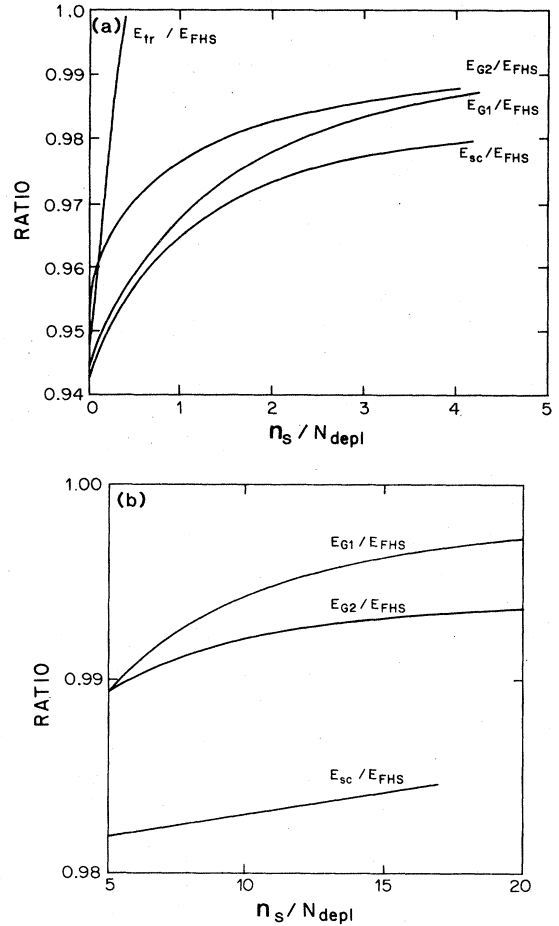 1.0
(a)
E_tr / E_FHS
0.99
E_G2/E_FHS
E_G1/E_FHS
0.98
E_sc/E_FHS
0.97
RATIO
0.96
0.95
0.94
0 1 2 3 4 5
n_s / N_depl
1.00
(b)
E_G1/E_FHS
E_G2/E_FHS
0.99
RATIO
E_sc/E_FHS
0.98
5 10 15 20
n_s / N_depl